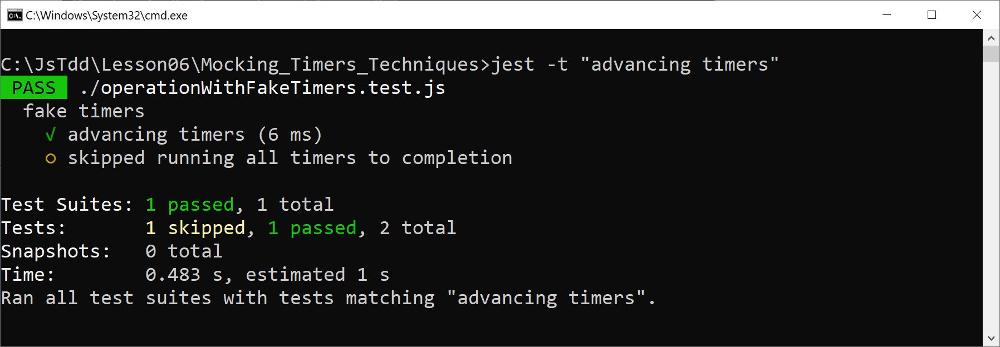 C:\Windows\System32\cmd.exe
C:\JsTdd\Lesson06\Mocking_Timers_Techniques>jest -t "advancing timers"
PASS ./operationWithFakeTimers.test.js
fake timers
√ advancing timers (6 ms)
○ skipped running all timers to completion
Test Suites: 1 passed, 1 total
Tests: 1 skipped, 1 passed, 2 total
Snapshots: 0 total
Time: 0.483 s, estimated 1 s
Ran all test suites with tests matching "advancing timers".